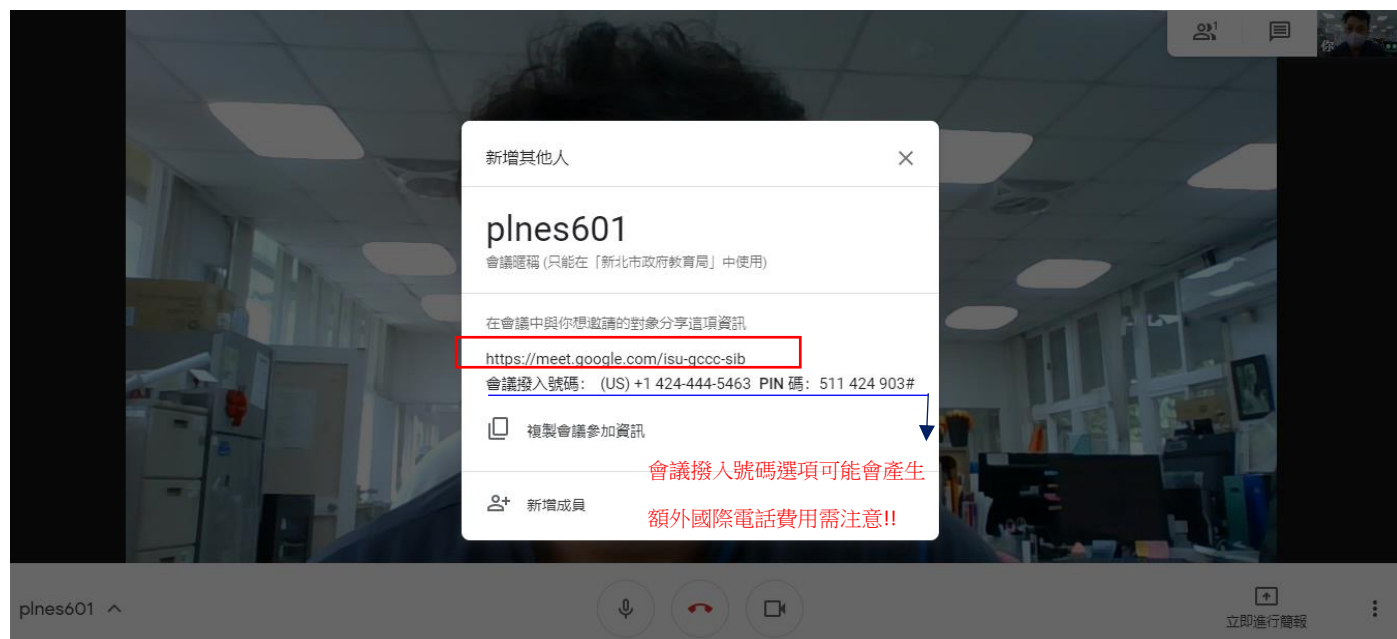 1
你
新增其他人
plnes601
會議暱稱 (只能在「新北市政府教育局」中使用)
在會議中與你想邀請的對象分享這項資訊
https://meet.google.com/isu-gccc-sib
會議撥入號碼： (US) +1 424-444-5463 PIN 碼：511 424 903#
複製會議參加資訊
會議撥入號碼選項可能會產生
新增成員
額外國際電話費用需注意!!
plnes601
立即進行簡報